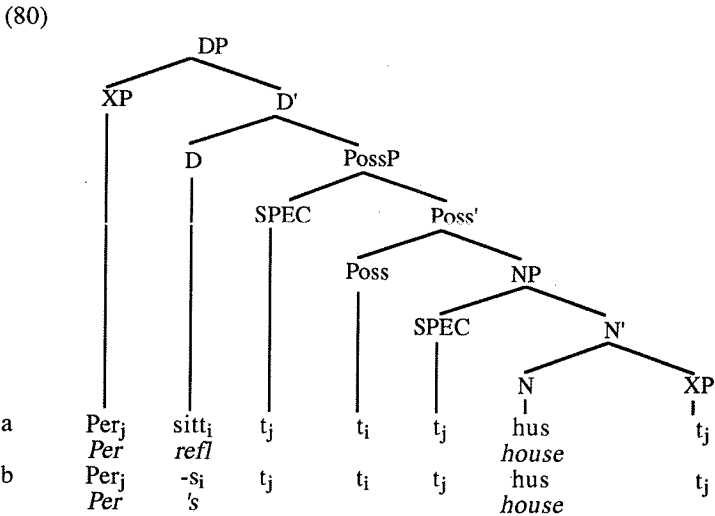 (80)
DP
XP D'
D PossP
SPEC Poss'
Poss NP
SPEC N'
N XP
a Perj sitti tj ti tj hus tj
Per refl house
b Perj -si tj ti tj hus tj
Per 's house